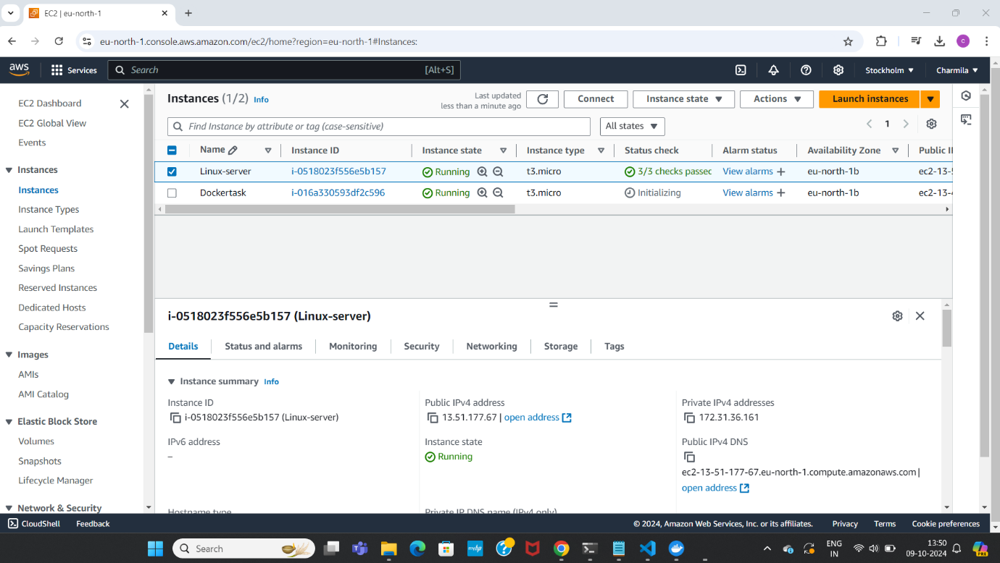 EC2 | eu-north-1
eu-north-1.console.aws.amazon.com/ec2/home?region=eu-north-1#Instances:
C
aws Services Search [Alt+S] Stockholm Charmila
EC2 Dashboard
EC2 Global View
Events
Instances
Instances
Instance Types
Launch Templates
Spot Requests
Savings Plans
Reserved Instances
Dedicated Hosts
Capacity Reservations
Images
AMIs
AMI Catalog
Elastic Block Store
Volumes
Snapshots
Lifecycle Manager
Network & Security
Instances (1/2) Info
Last updated
less than a minute ago
Connect Instance state Actions Launch instances
Find Instance by attribute or tag (case-sensitive) All states 1
Name Instance ID Instance state Instance type Status check Alarm status Availability Zone Public I
Linux-server i-0518023f556e5b157 Running t3.micro 3/3 checks passec View alarms + eu-north-1b ec2-13-5
Dockertask i-016a330593df2c596 Running t3.micro Initializing View alarms + eu-north-1b ec2-13-4
i-0518023f556e5b157 (Linux-server)
Details Status and alarms Monitoring Security Networking Storage Tags
Instance summary Info
Instance ID
i-0518023f556e5b157 (Linux-server)
IPv6 address
–
Hostname type
Public IPv4 address
13.51.177.67 | open address
Instance state
Running
Private IP DNS name (IPv4 only)
Private IPv4 addresses
172.31.36.161
Public IPv4 DNS
ec2-13-51-177-67.eu-north-1.compute.amazonaws.com |
open address
CloudShell Feedback © 2024, Amazon Web Services, Inc. or its affiliates. Privacy Terms Cookie preferences
Search
ENG
IN
13:50
09-10-2024
PRE